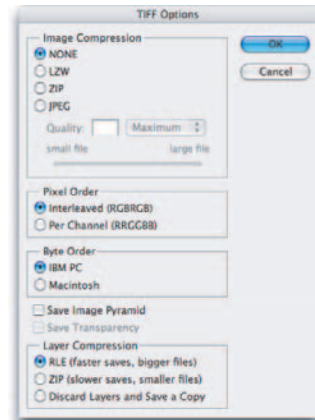 TIFF Options
Image Compression
NONE
LZW
ZIP
JPEG
Quality: Maximum
small file large file
Pixel Order
Interleaved (RGBRGB)
Per Channel (RRGGBB)
Byte Order
IBM PC
Macintosh
Save Image Pyramid
Save Transparency
Layer Compression
RLE (faster saves, bigger files)
ZIP (slower saves, smaller files)
Discard Layers and Save a Copy
OK
Cancel